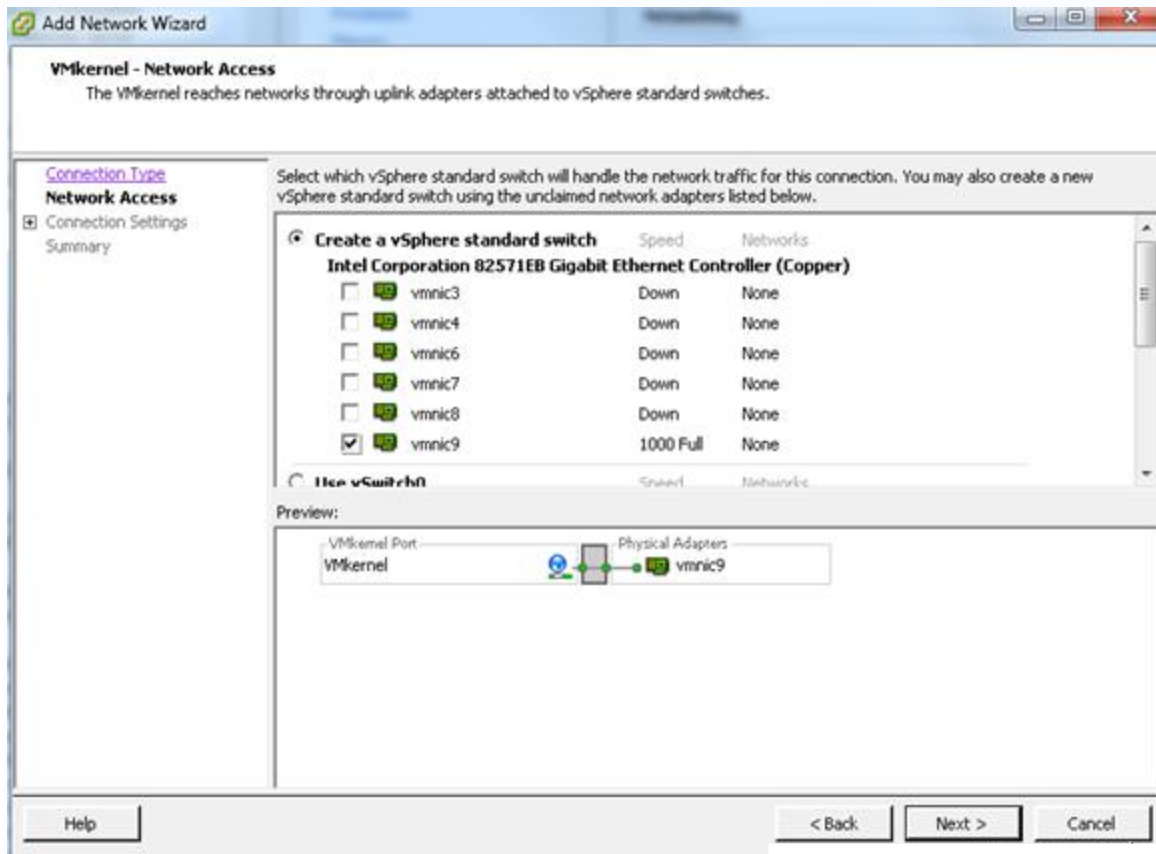 Add Network Wizard
VMkernel - Network Access
The VMkernel reaches networks through uplink adapters attached to vSphere standard switches.
Connection Type
Network Access
Connection Settings
Summary
Select which vSphere standard switch will handle the network traffic for this connection. You may also create a new
vSphere standard switch using the unclaimed network adapters listed below.
Create a vSphere standard switch Speed Networks
Intel Corporation 82571EB Gigabit Ethernet Controller (Copper)
vmnic3 Down None
vmnic4 Down None
vmnic6 Down None
vmnic7 Down None
vmnic8 Down None
vmnic9 1000 Full None
Use vSwitch0 Speed Networks
Preview:
VMkernel Port Physical Adapters
VMkernel vmnic9
Help < Back Next > Cancel